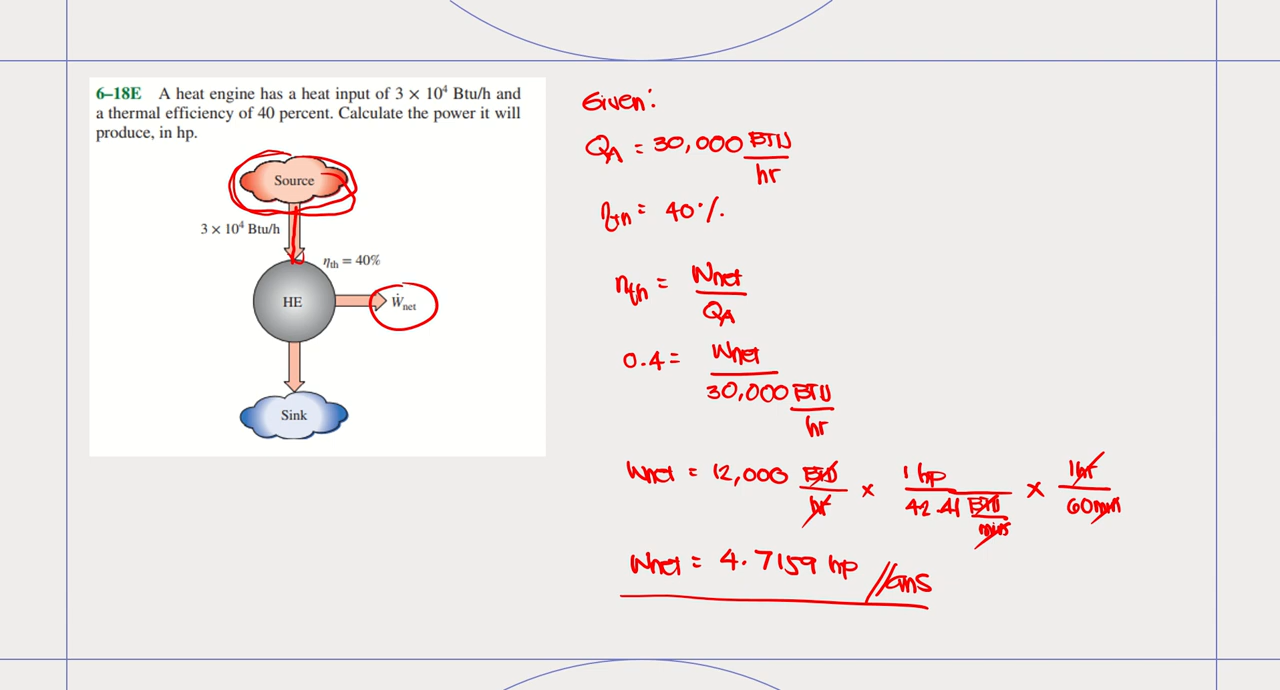 6–18E A heat engine has a heat input of 3 × 10⁴ Btu/h and
a thermal efficiency of 40 percent. Calculate the power it will
produce, in hp.
Source
3 × 10⁴ Btu/h
ηth = 40%
HE
Ẇnet
Sink
Given:
QA = 30,000 BTU/hr
ηth = 40%
ηth = Wnet/QA
0.4 = Wnet/30,000 BTU/hr
Wnet = 12,000 BTU/hr × 1 hp/42.41 BTU/mins × 1hr/60min
Wnet = 4.7159 hp //ans